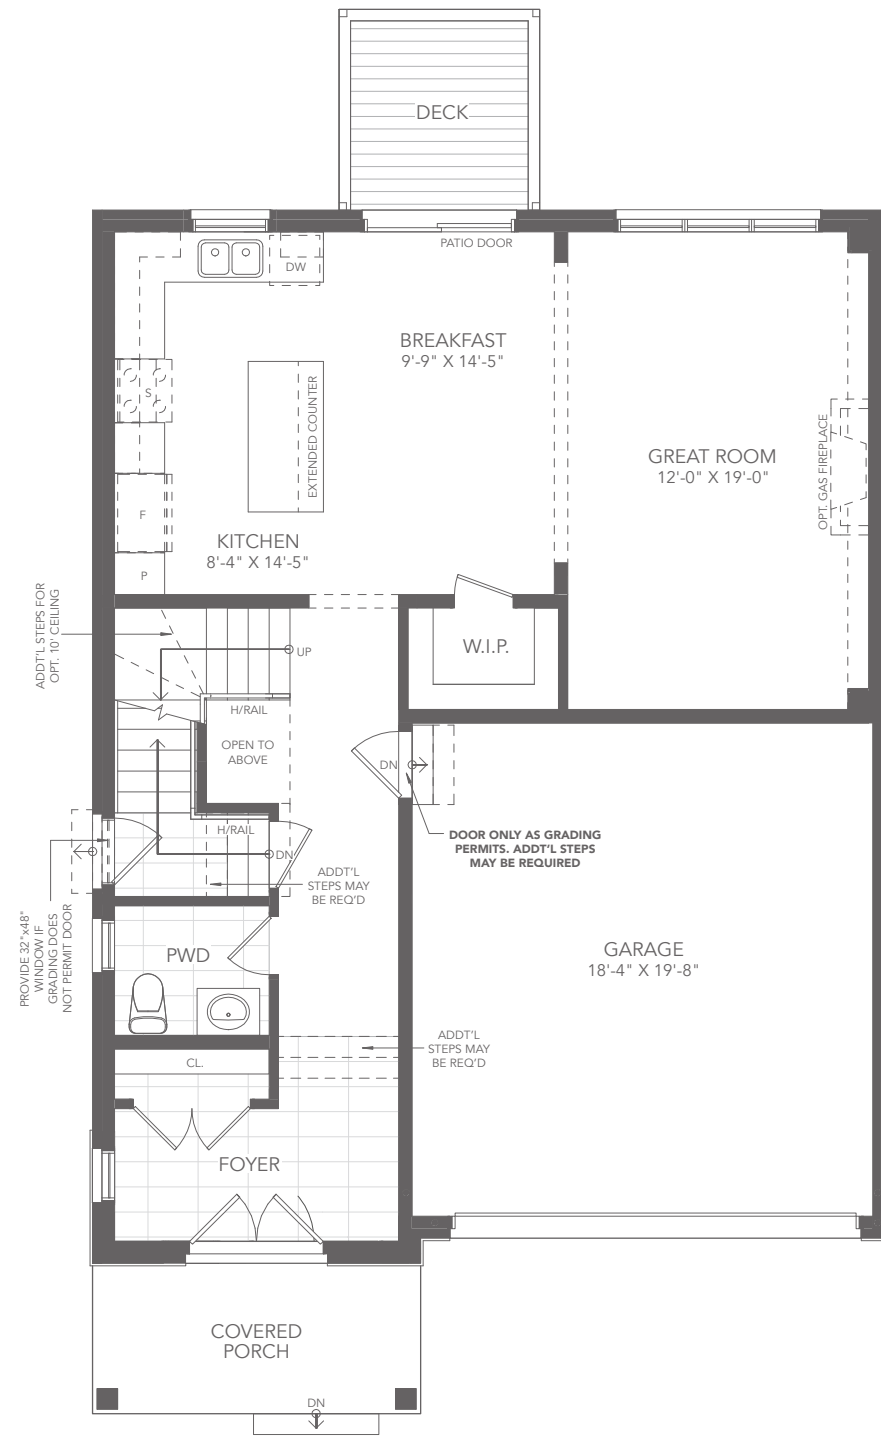 DECK
PATIO DOOR
DW
BREAKFAST
9'-9" X 14'-5"
S
EXTENDED COUNTER
GREAT ROOM
12'-0" X 19'-0"
OPT. GAS FIREPLACE
F
KITCHEN
8'-4" X 14'-5"
P
ADDT'L STEPS FOR
OPT. 10' CEILING
UP
W.I.P.
H/RAIL
OPEN TO
ABOVE
DN
H/RAIL
DN
DOOR ONLY AS GRADING
PERMITS. ADDT'L STEPS
MAY BE REQUIRED
ADDT'L
STEPS MAY
BE REQ'D
PROVIDE 32"x48"
WINDOW IF
GRADING DOES
NOT PERMIT DOOR
PWD
GARAGE
18'-4" X 19'-8"
ADDT'L
STEPS MAY
BE REQ'D
CL.
FOYER
COVERED
PORCH
DN